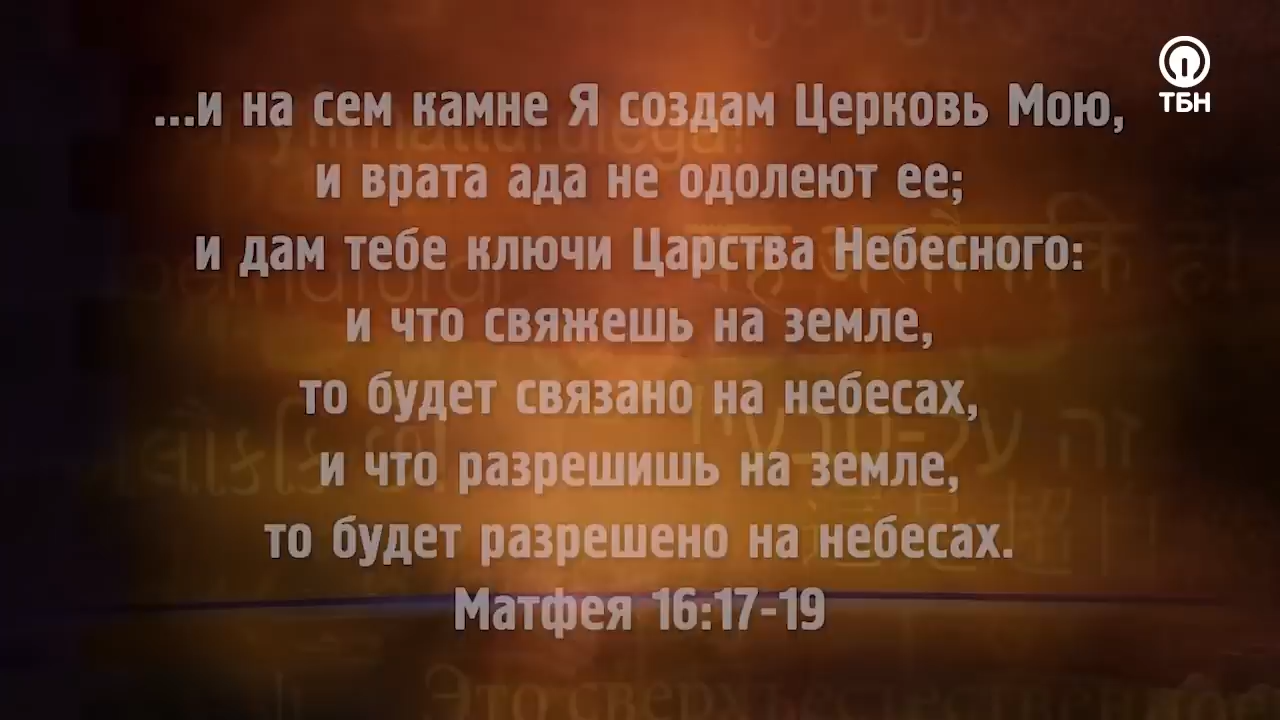 ТБН
...и на сем камне Я создам Церковь Мою,
и врата ада не одолеют ее;
и дам тебе ключи Царства Небесного:
и что свяжешь на земле,
то будет связано на небесах,
и что разрешишь на земле,
то будет разрешено на небесах.
Матфея 16:17-19
Это сверхъестественное